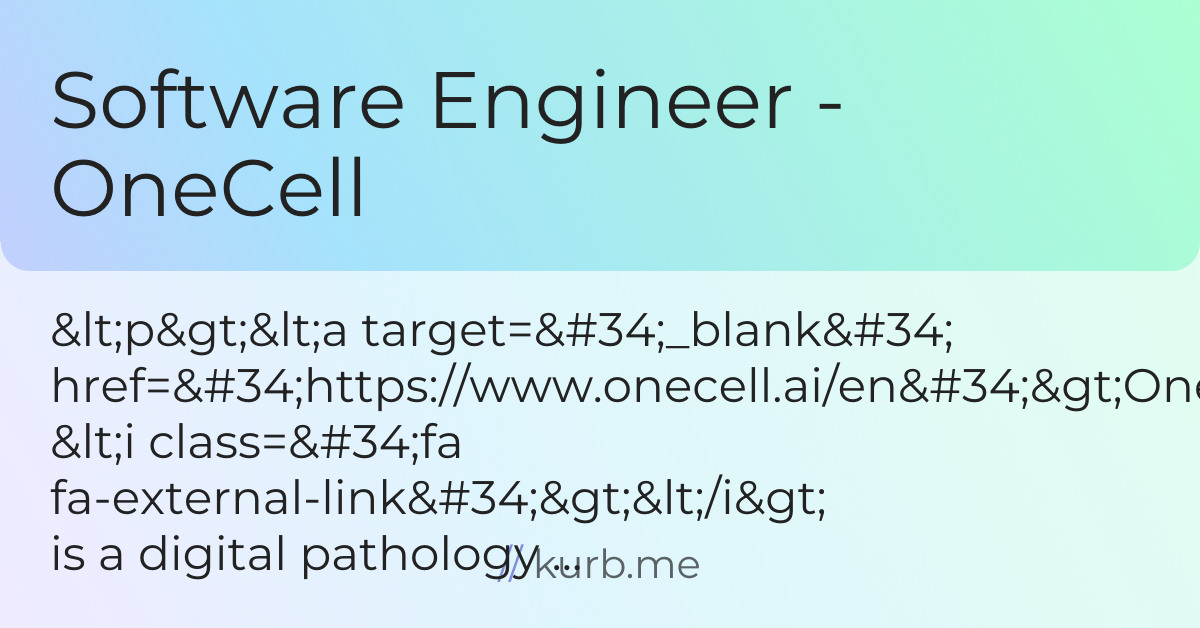 Software Engineer -
OneCell
&lt;p&gt;&lt;a target=&#34;_blank&#34;
href=&#34;https://www.onecell.ai/en&#34;&gt;One
&lt;i class=&#34;fa
fa-external-link&#34;&gt;&lt;/i&gt;
is a digital pathology ...
// kurb.me